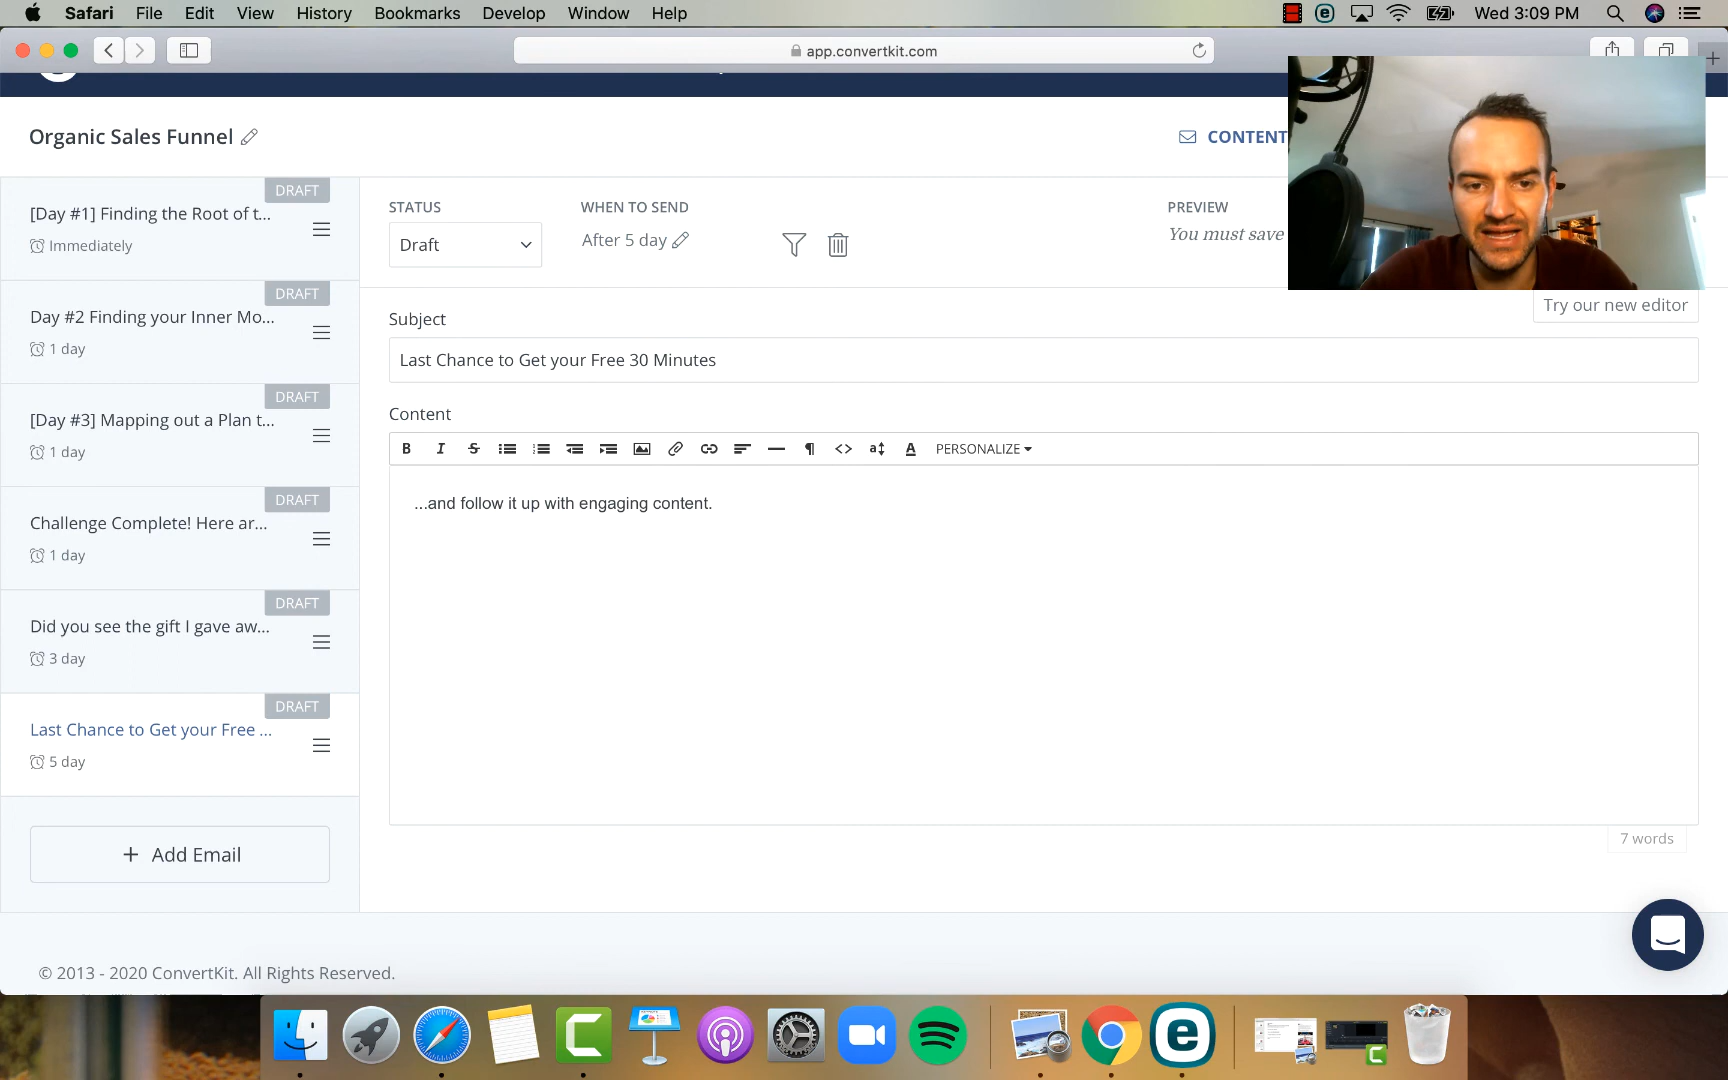 Safari File Edit View History Bookmarks Develop Window Help
Wed 3:09 PM
app.convertkit.com
Organic Sales Funnel
CONTENT
DRAFT
[Day #1] Finding the Root of t...
Immediately
DRAFT
Day #2 Finding your Inner Mo...
1 day
DRAFT
[Day #3] Mapping out a Plan t...
1 day
DRAFT
Challenge Complete! Here ar...
1 day
DRAFT
Did you see the gift I gave aw...
3 day
DRAFT
Last Chance to Get your Free ...
5 day
+ Add Email
STATUS
Draft
WHEN TO SEND
After 5 day
PREVIEW
You must save
Try our new editor
Subject
Last Chance to Get your Free 30 Minutes
Content
B I S ¶ <> a A PERSONALIZE
...and follow it up with engaging content.
7 words
© 2013 - 2020 ConvertKit. All Rights Reserved.